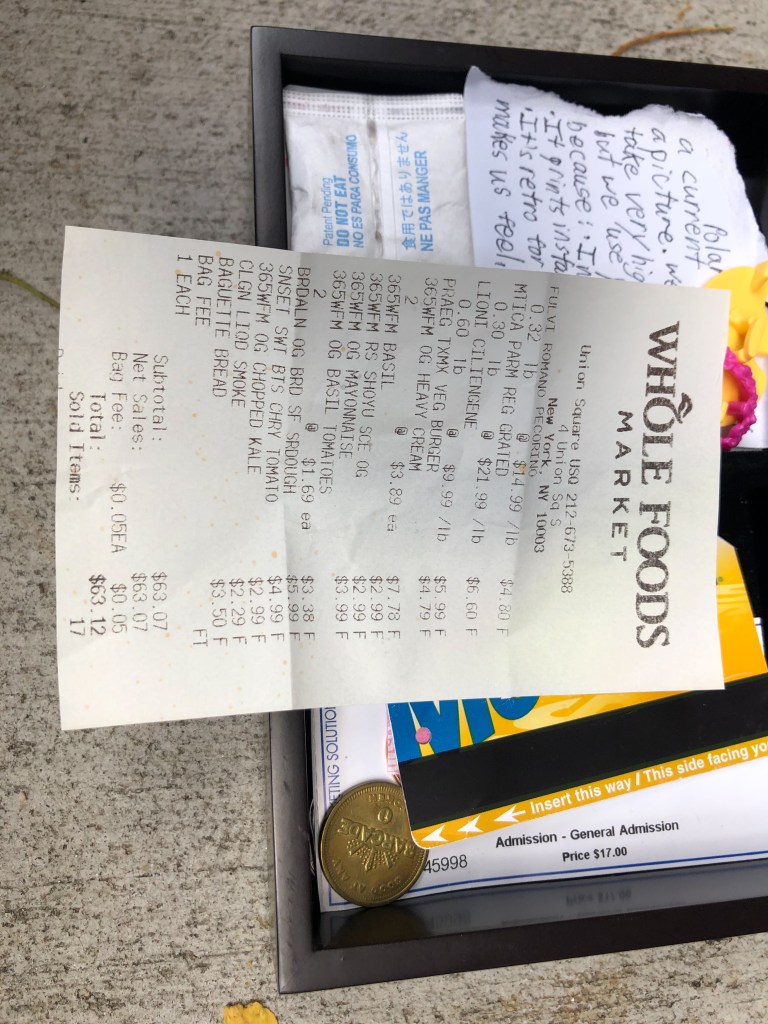 WHOLE FOODS
MARKET
Union Square USQ 212-673-5388
4 Union Sq S
New York, NY 10003
FULVI ROMANO PECORINO
0.32 lb @ $14.99 /lb $4.80 F
MTICA PARM REG GRATED
0.30 lb @ $21.99 /lb $6.60 F
LIONI CILIENGENE
0.60 lb @ $9.99 /lb $5.99 F
PRAEG TXMX VEG BURGER $4.79 F
365WFM OG HEAVY CREAM
2 @ $3.89 ea $7.78 F
365WFM BASIL $2.99 F
365WFM RS SHOYU SCE OG $2.99 F
365WFM OG MAYONNAISE $3.99 F
365WFM OG BASIL TOMATOES
2 @ $1.69 ea $3.38 F
BRDALN OG BRD SF SRDOUGH $5.99 F
SNSET SWT BTS CHRY TOMATO $4.99 F
365WFM OG CHOPPED KALE $2.99 F
CLGN LIQD SMOKE $2.29 F
BAGUETTE BREAD $3.50 F
BAG FEE FT
1 EACH
Subtotal: $63.07
Net Sales: $63.07
Bag Fee: $0.05EA $0.05
Total: $63.12
Sold Items: 17
Patent Pending
DO NOT EAT
NO ES PARA CONSUMO
食用ではありません
NE PAS MANGER
Pola
a current
a picture. We
take very hig
but we use
because: I
It prints insta
It's retro for
makes us feel
Insert this way / This side facing yo
ETING SOLUTION
Admission - General Admission
Price $17.00
45998
ARCADE